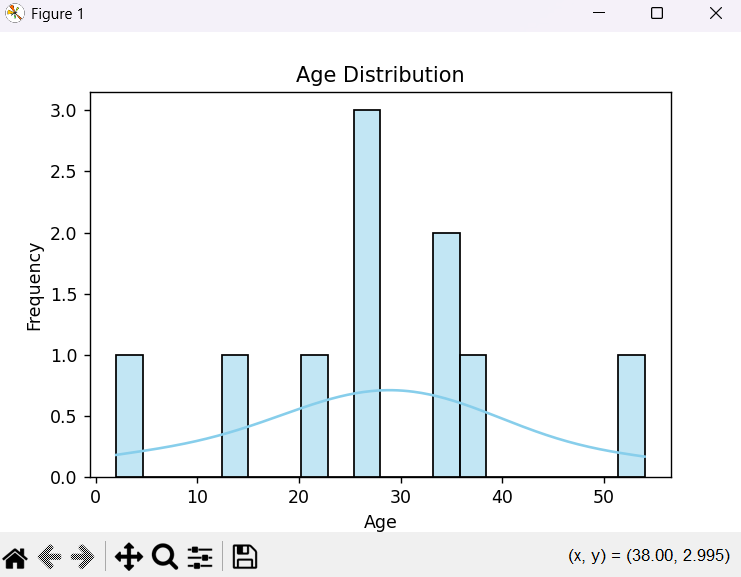 Figure 1
Age Distribution
3.0
2.5
2.0
1.5
1.0
0.5
0.0
Frequency
0 10 20 30 40 50
Age
(x, y) = (38.00, 2.995)